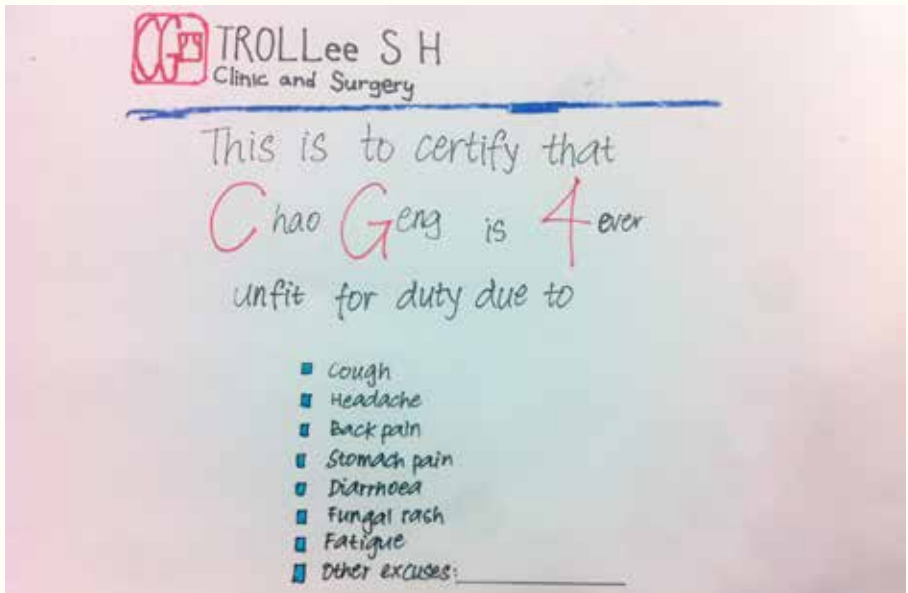 CG TROLLee S H
Clinic and Surgery
This is to certify that
Chao Geng is 4ever
unfit for duty due to
Cough
Headache
Back pain
Stomach pain
Diarrhoea
Fungal rash
Fatigue
Other excuses: